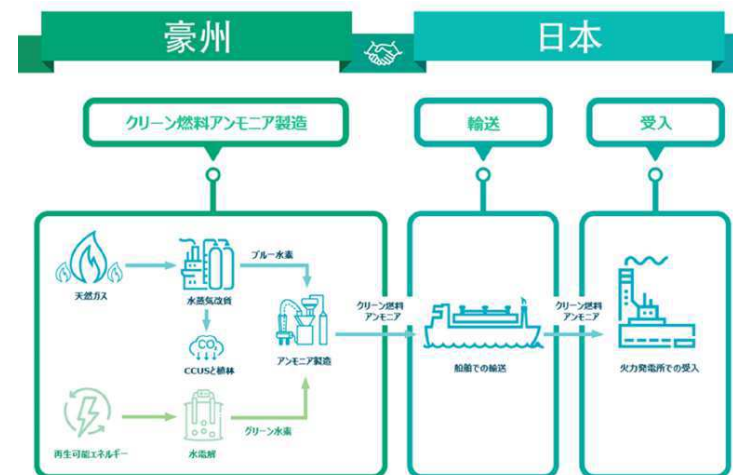 豪州
日本
クリーン燃料アンモニア製造
輸送
受入
天然ガス
水蒸気改質
ブルー水素
CO₂
CCUSと植林
アンモニア製造
再生可能エネルギー
水電解
グリーン水素
クリーン燃料
アンモニア
船舶での輸送
クリーン燃料
アンモニア
火力発電所での受入